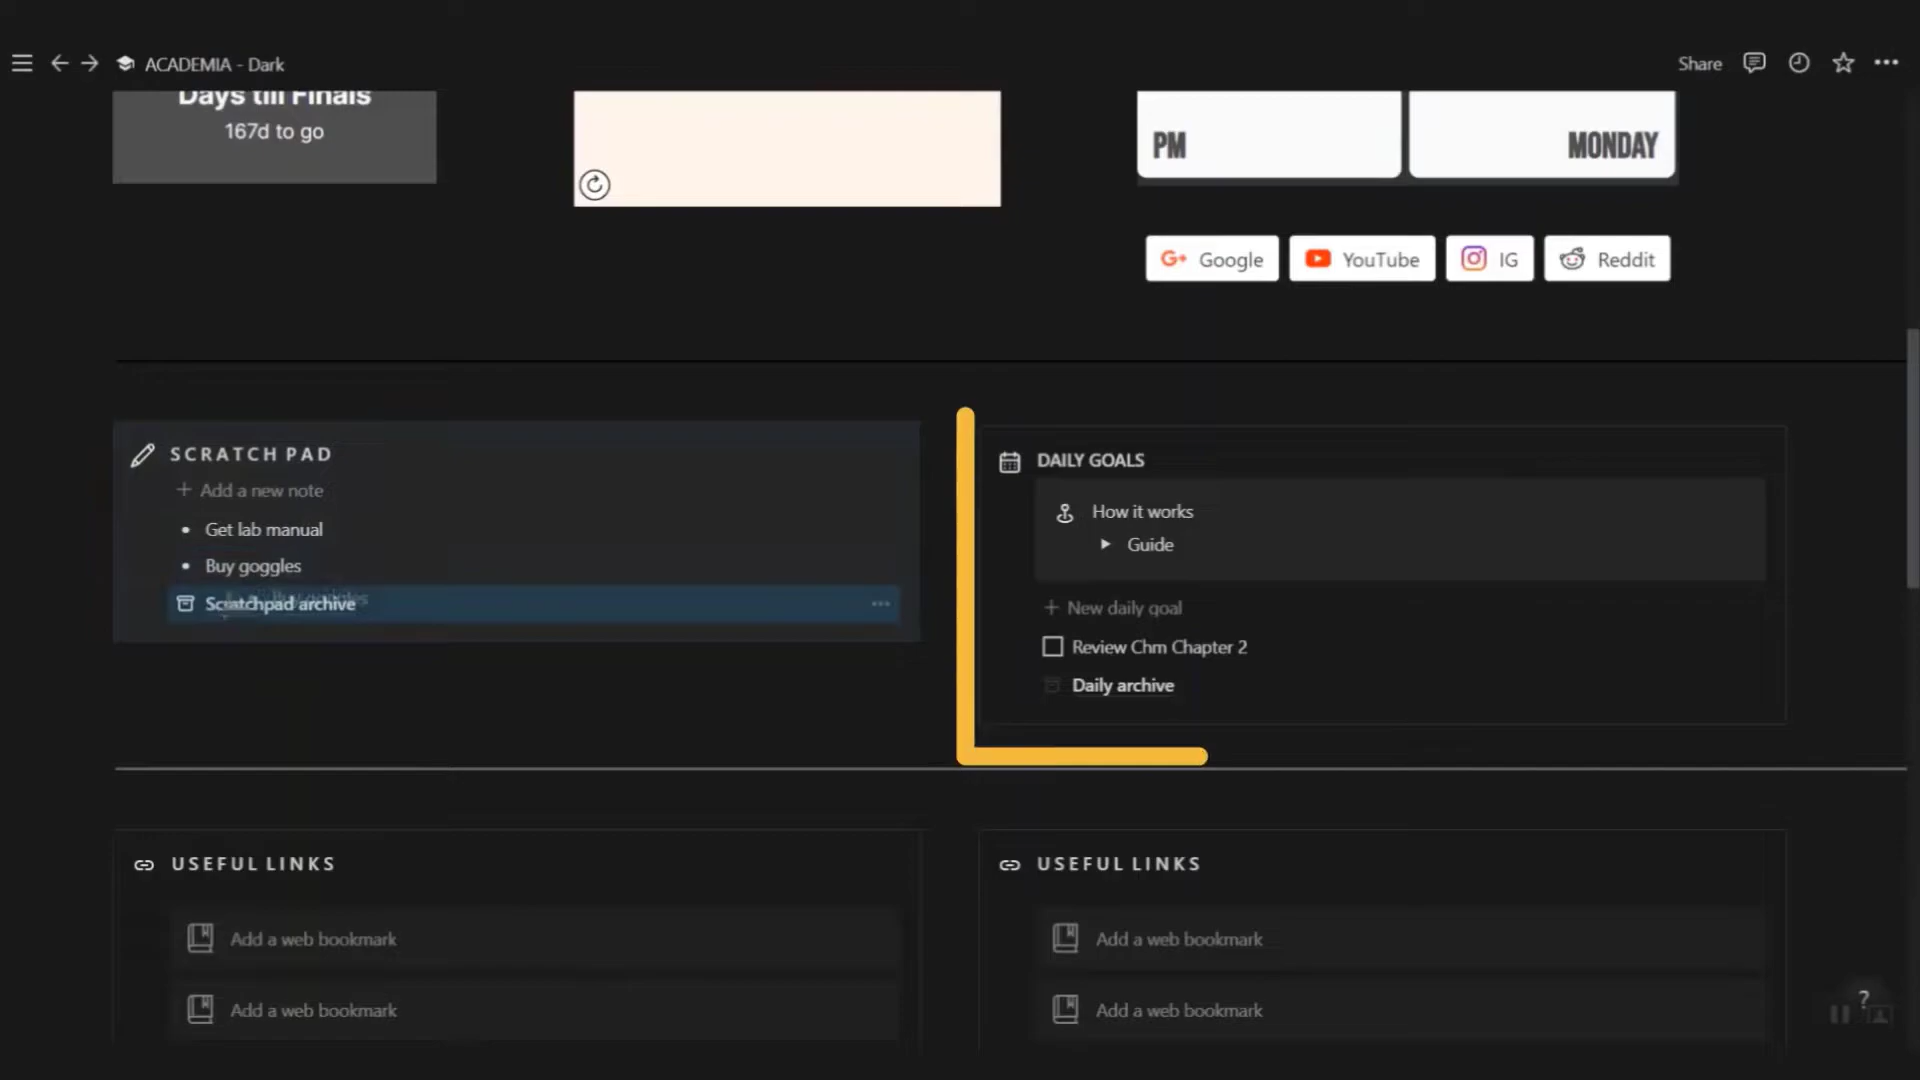 ACADEMIA - Dark
Share
Days till Finals
167d to go
PM
MONDAY
Google
YouTube
IG
Reddit
SCRATCH PAD
+ Add a new note
• Get lab manual
• Buy goggles
Scratchpad archive
Buy goggles
DAILY GOALS
How it works
Guide
+ New daily goal
Review Chm Chapter 2
Daily archive
USEFUL LINKS
Add a web bookmark
Add a web bookmark
USEFUL LINKS
Add a web bookmark
Add a web bookmark
?